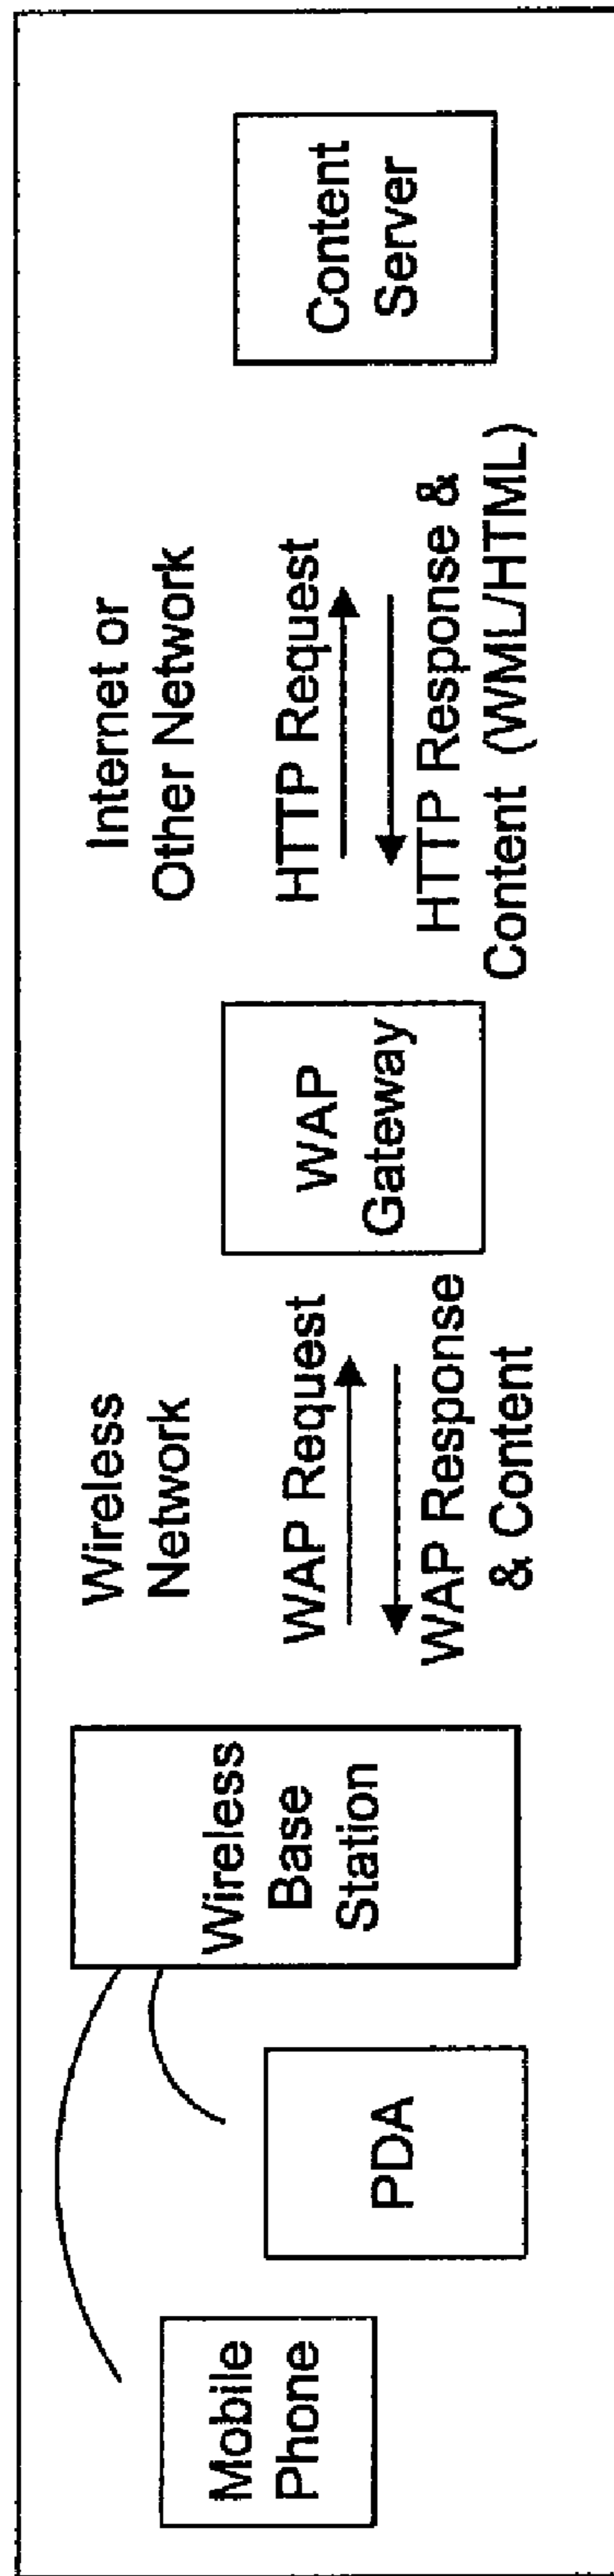 Mobile
Phone
PDA
Wireless
Base
Station
Wireless
Network
WAP Request
WAP Response
& Content
WAP
Gateway
Internet or
Other Network
HTTP Request
HTTP Response &
Content (WML/HTML)
Content
Server